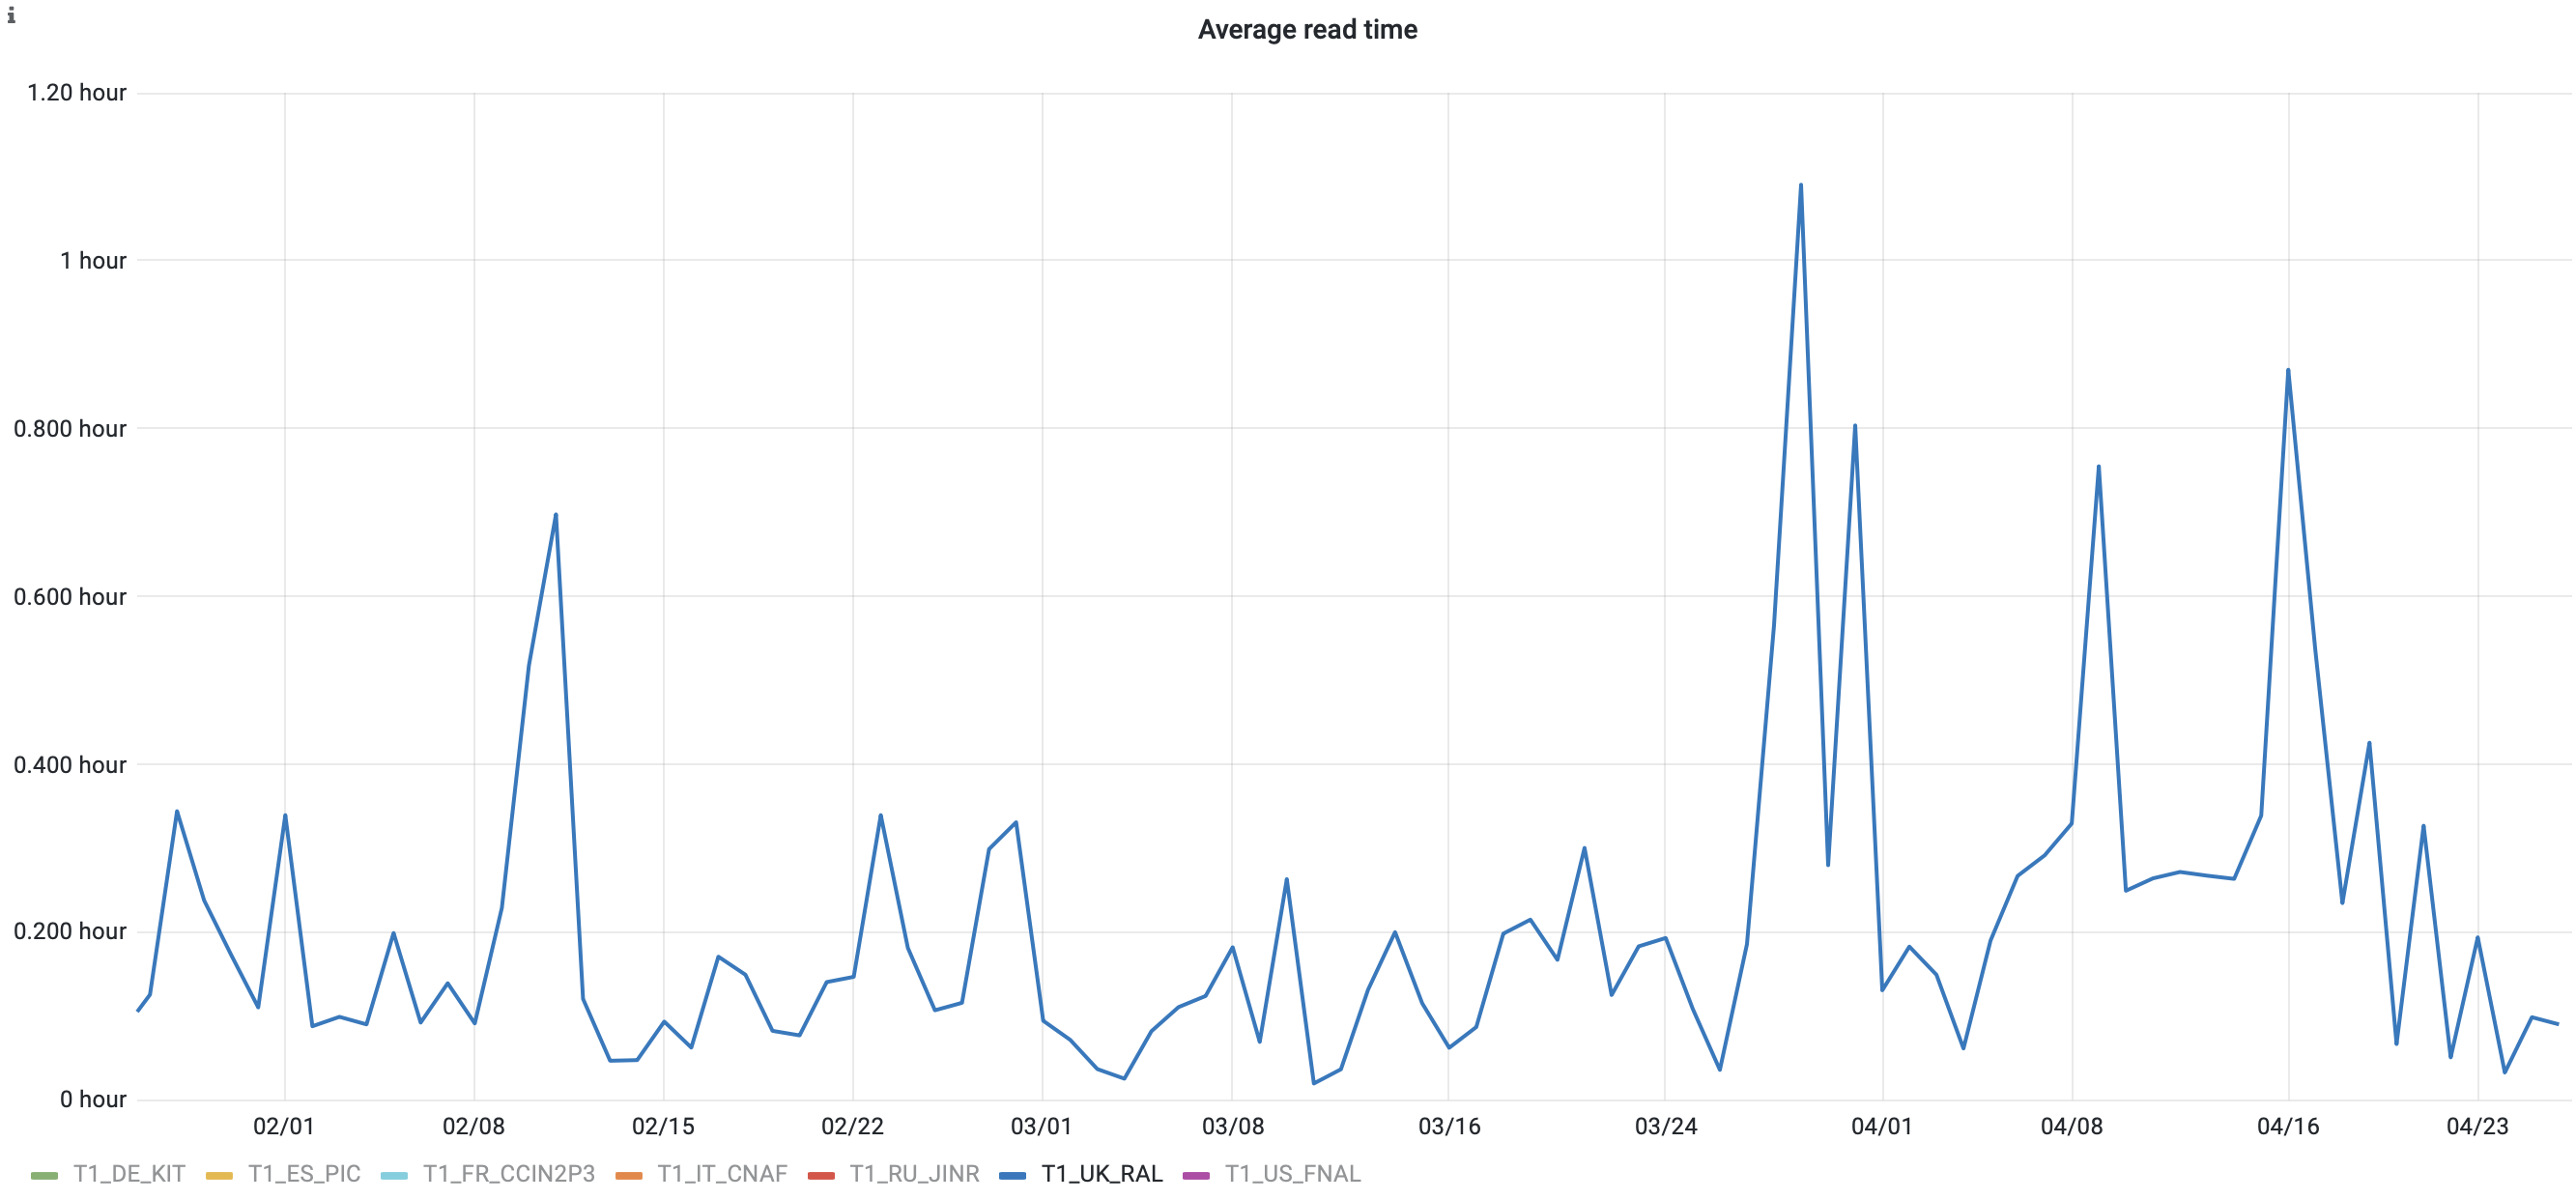 i
Average read time
1.20 hour
1 hour
0.800 hour
0.600 hour
0.400 hour
0.200 hour
0 hour
02/01 02/08 02/15 02/22 03/01 03/08 03/16 03/24 04/01 04/08 04/16 04/23
T1_DE_KIT T1_ES_PIC T1_FR_CCIN2P3 T1_IT_CNAF T1_RU_JINR T1_UK_RAL T1_US_FNAL